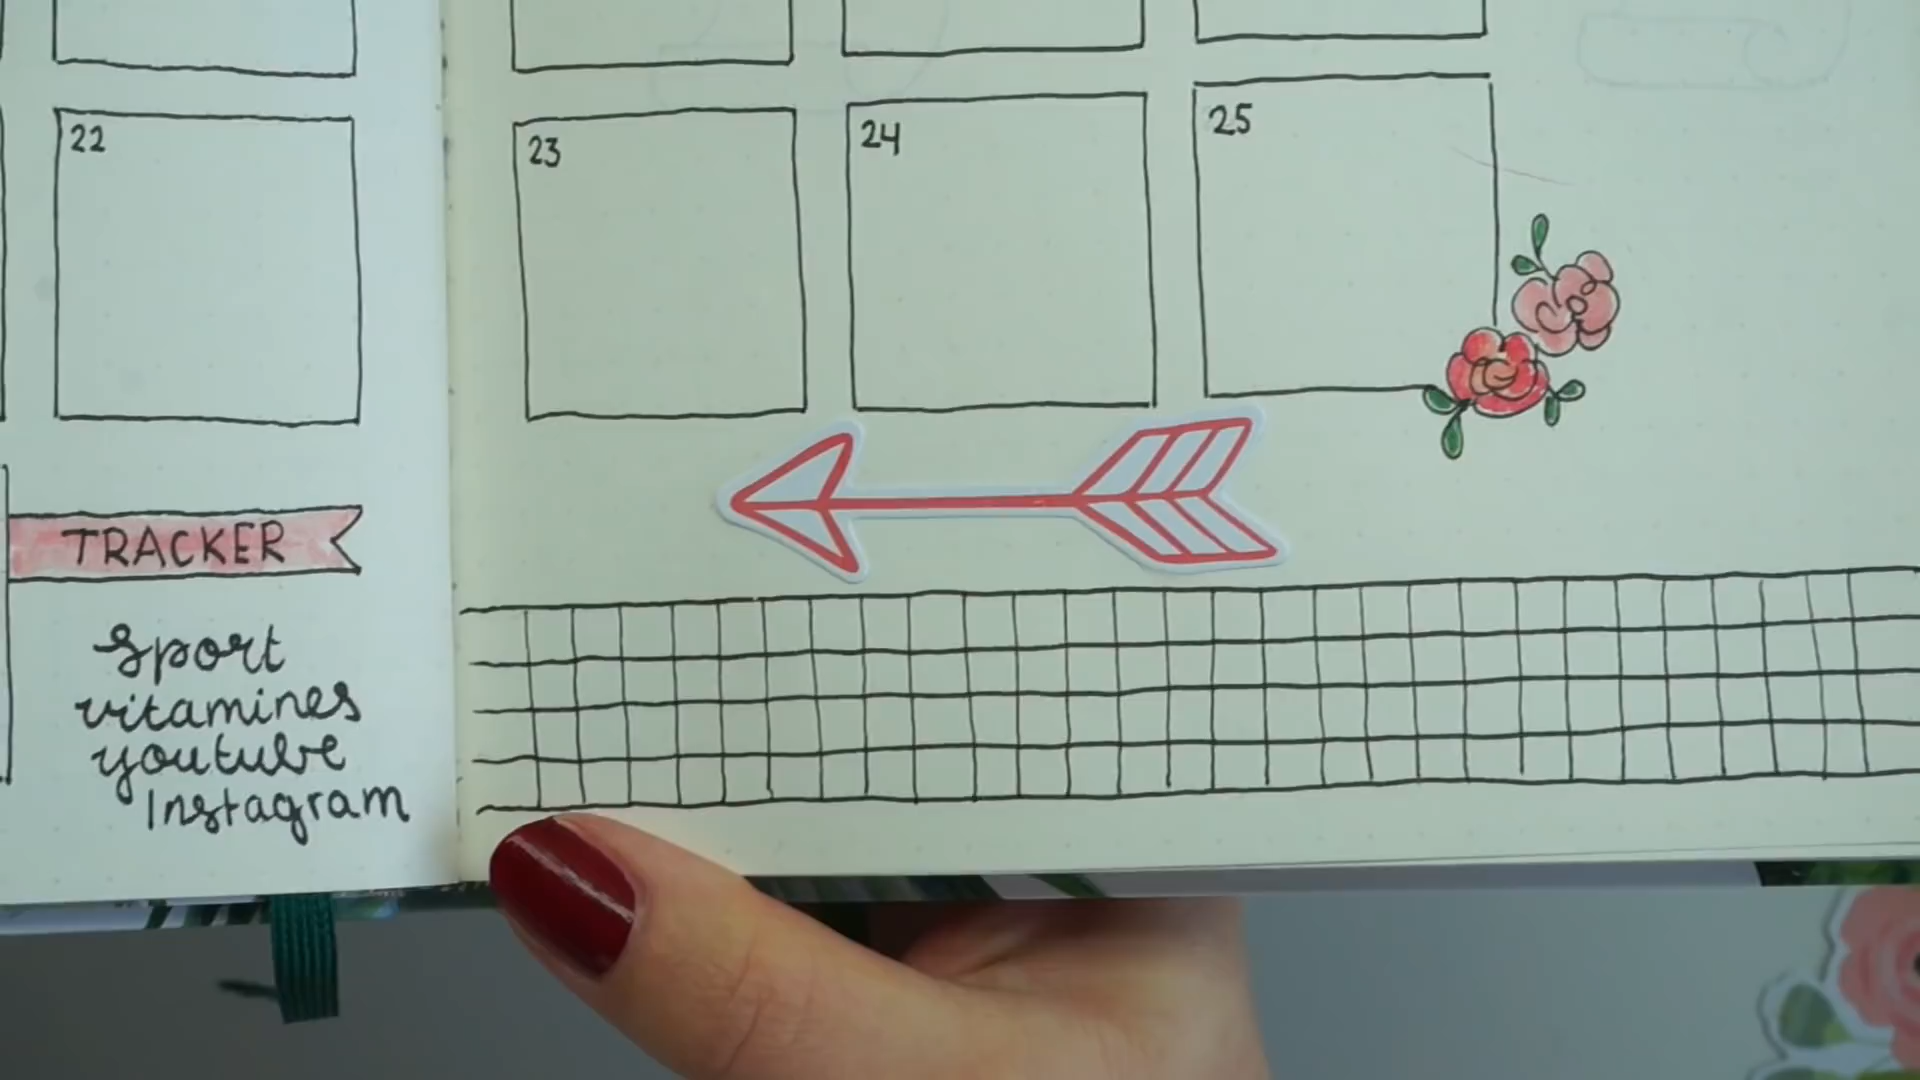 22
23
24
25
TRACKER
Sport
vitamines
youtube
Instagram